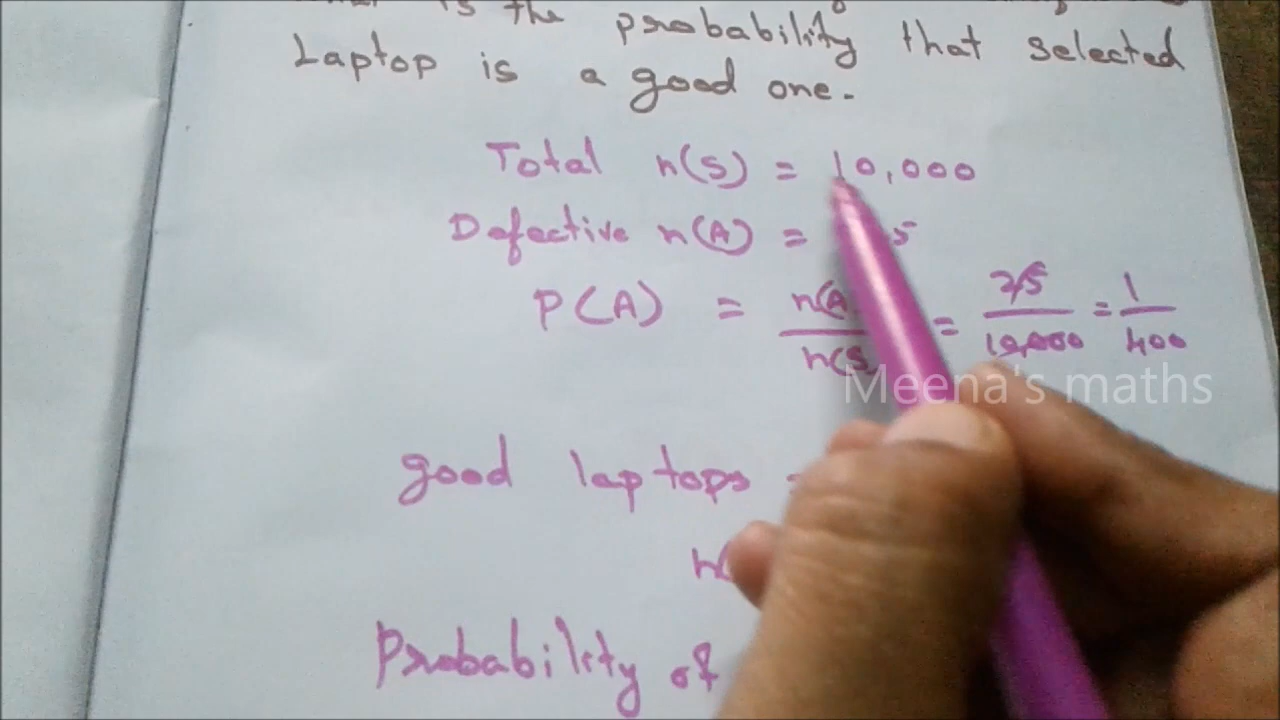 is the
probability that selected
Laptop is a good one.
Total n(S) = 10,000
Defective n(A) = 5
P(A) = n(A / n(S = 25/10,000 = 1/400
Meena's maths
good laptops =
n(
Probability of